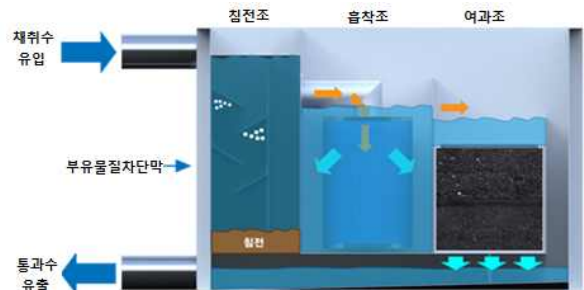 침전조
흡착조
여과조
채취수
유입
부유물질차단막
침전
통과수
유출